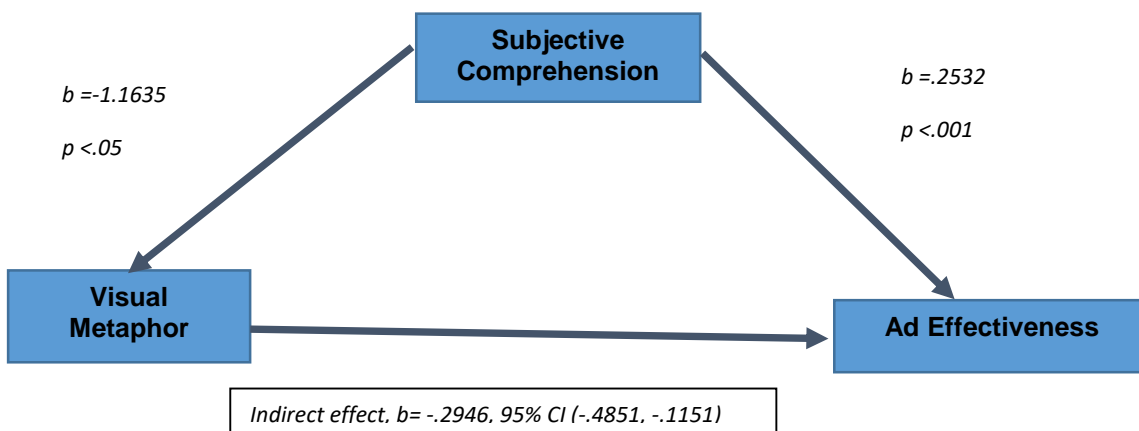 Subjective
Comprehension
b =-1.1635
p <.05
b =.2532
p <.001
Visual
Metaphor
Ad Effectiveness
Indirect effect, b= -.2946, 95% CI (-.4851, -.1151)